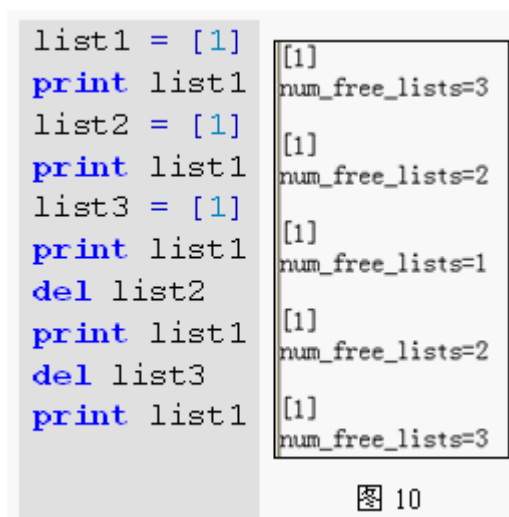 list1 = [1]
print list1
list2 = [1]
print list1
list3 = [1]
print list1
del list2
print list1
del list3
print list1
[1]
num_free_lists=3
[1]
num_free_lists=2
[1]
num_free_lists=1
[1]
num_free_lists=2
[1]
num_free_lists=3
图 10